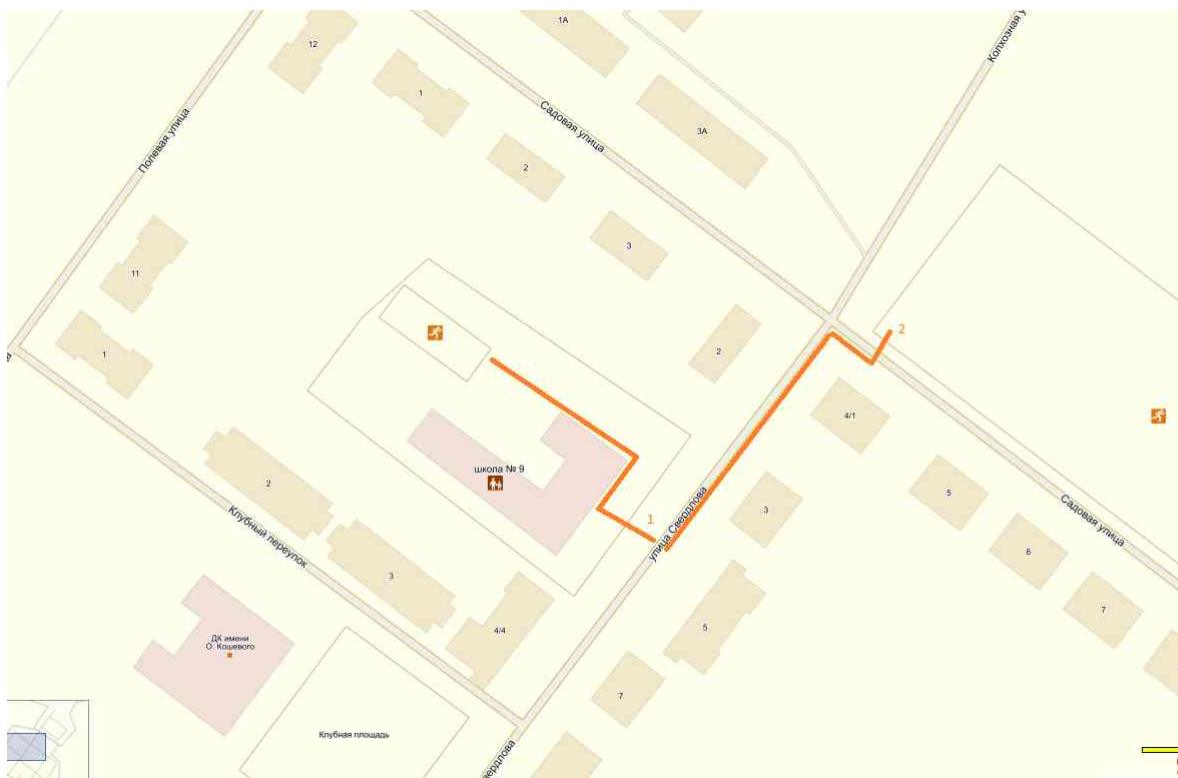 1А
Колхозная у
12
1
Садовая улица
3А
Полевая улица
2
3
11
2
2
1
4/1
школа № 9
5
1
улица Свердлова
3
2
Клубный переулок
Садовая улица
6
3
7
4/4
5
ДК имени
О. Кошевого
7
Клубная площадь
вердлова